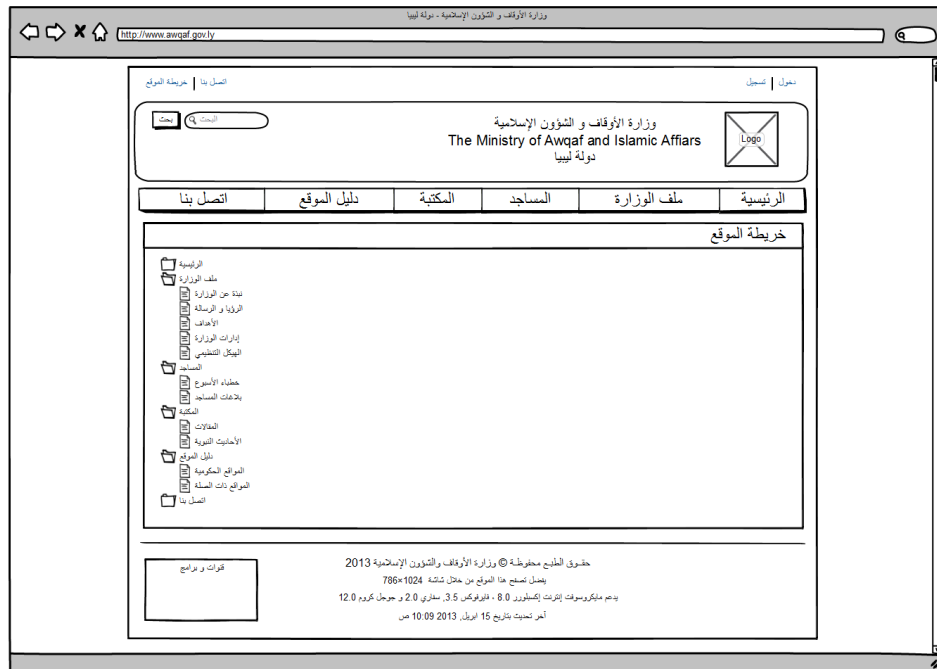 وزارة الأوقاف و الشؤون الإسلامية - دولة ليبيا
http://www.awqaf.gov.ly
دخول | تسجيل
اتصل بنا | خريطة الموقع
وزارة الأوقاف و الشؤون الإسلامية
The Ministry of Awqaf and Islamic Affiars
دولة ليبيا
Logo
البحث
بحث
الرئيسية
ملف الوزارة
المساجد
المكتبة
دليل الموقع
اتصل بنا
خريطة الموقع
الرئيسية
ملف الوزارة
نبذة عن الوزارة
الرؤيا و الرسالة
الأهداف
إدارات الوزارة
الهيكل التنظيمي
المساجد
خطباء الأسبوع
بلاغات المساجد
المكتبة
المقالات
الأحاديث النبوية
دليل الموقع
المواقع الحكومية
المواقع ذات الصلة
اتصل بنا
قنوات و برامج
حقـوق الطبـع محفوظـة © وزارة الأوقاف والشؤون الإسلامية 2013
يفضل تصفح هذا الموقع من خلال شاشة 1024×786
يدعم مايكروسوفت إنترنت إكسبلورر 8.0 ، فايرفوكس 3.5, سفاري 2.0 و جوجل كروم 12.0
آخر تحديث بتاريخ 15 ابريل, 2013 10:09 ص